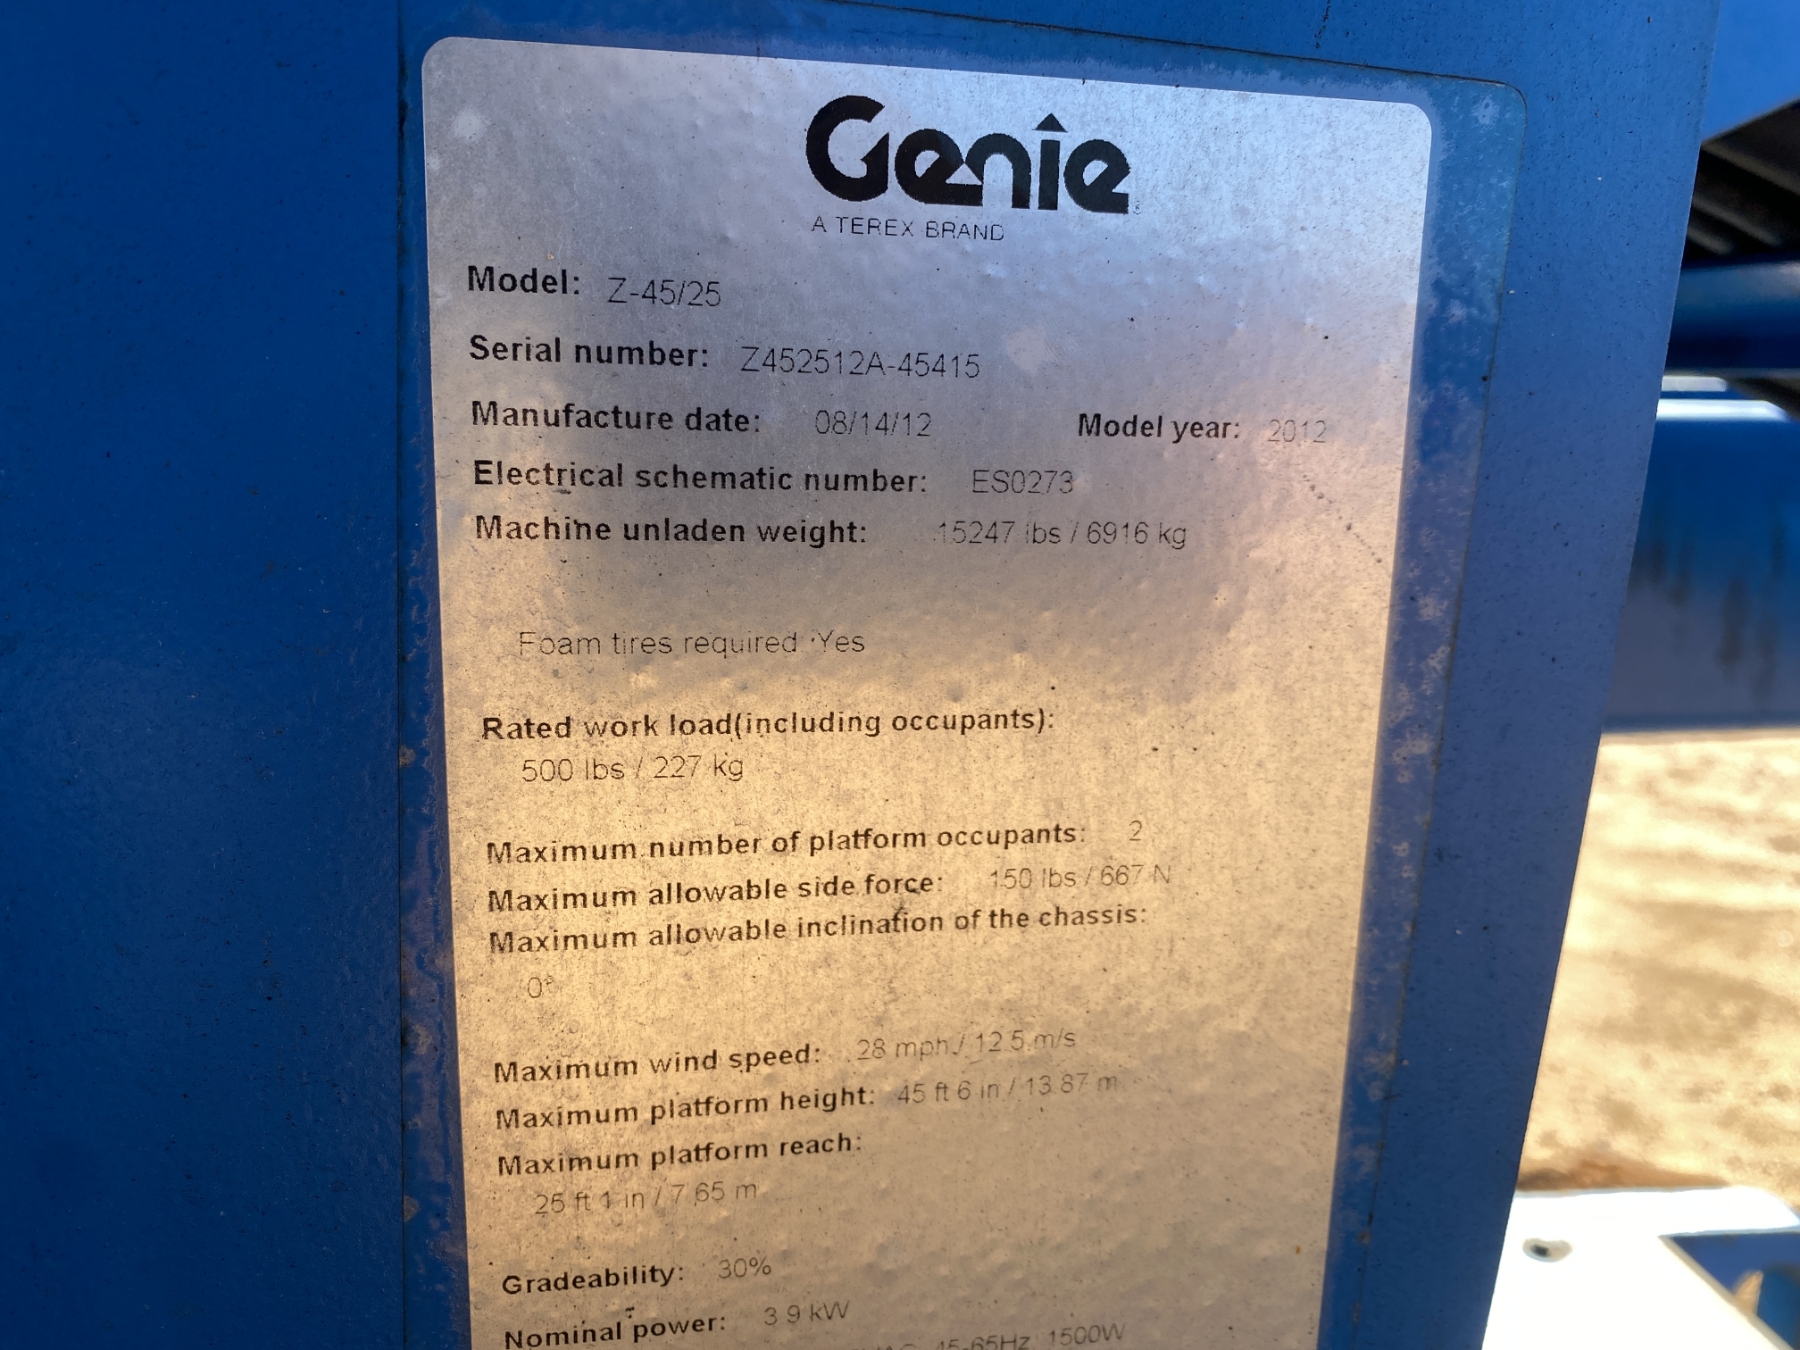 Genie
A TEREX BRAND
Model: Z-45/25
Serial number: Z452512A-45415
Manufacture date: 08/14/12 Model year: 2012
Electrical schematic number: ES0273
Machine unladen weight: 15247 lbs / 6916 kg
Foam tires required :Yes
Rated work load(including occupants):
500 lbs / 227 kg
Maximum number of platform occupants: 2
Maximum allowable side force: 150 lbs / 667 N
Maximum allowable inclination of the chassis:
0°
Maximum wind speed: 28 mph / 12.5 m/s
Maximum platform height: 45 ft 6 in / 13.87 m
Maximum platform reach:
25 ft 1 in / 7.65 m
Gradeability: 30%
Nominal power: 3.9 kW
45-65Hz, 1500W